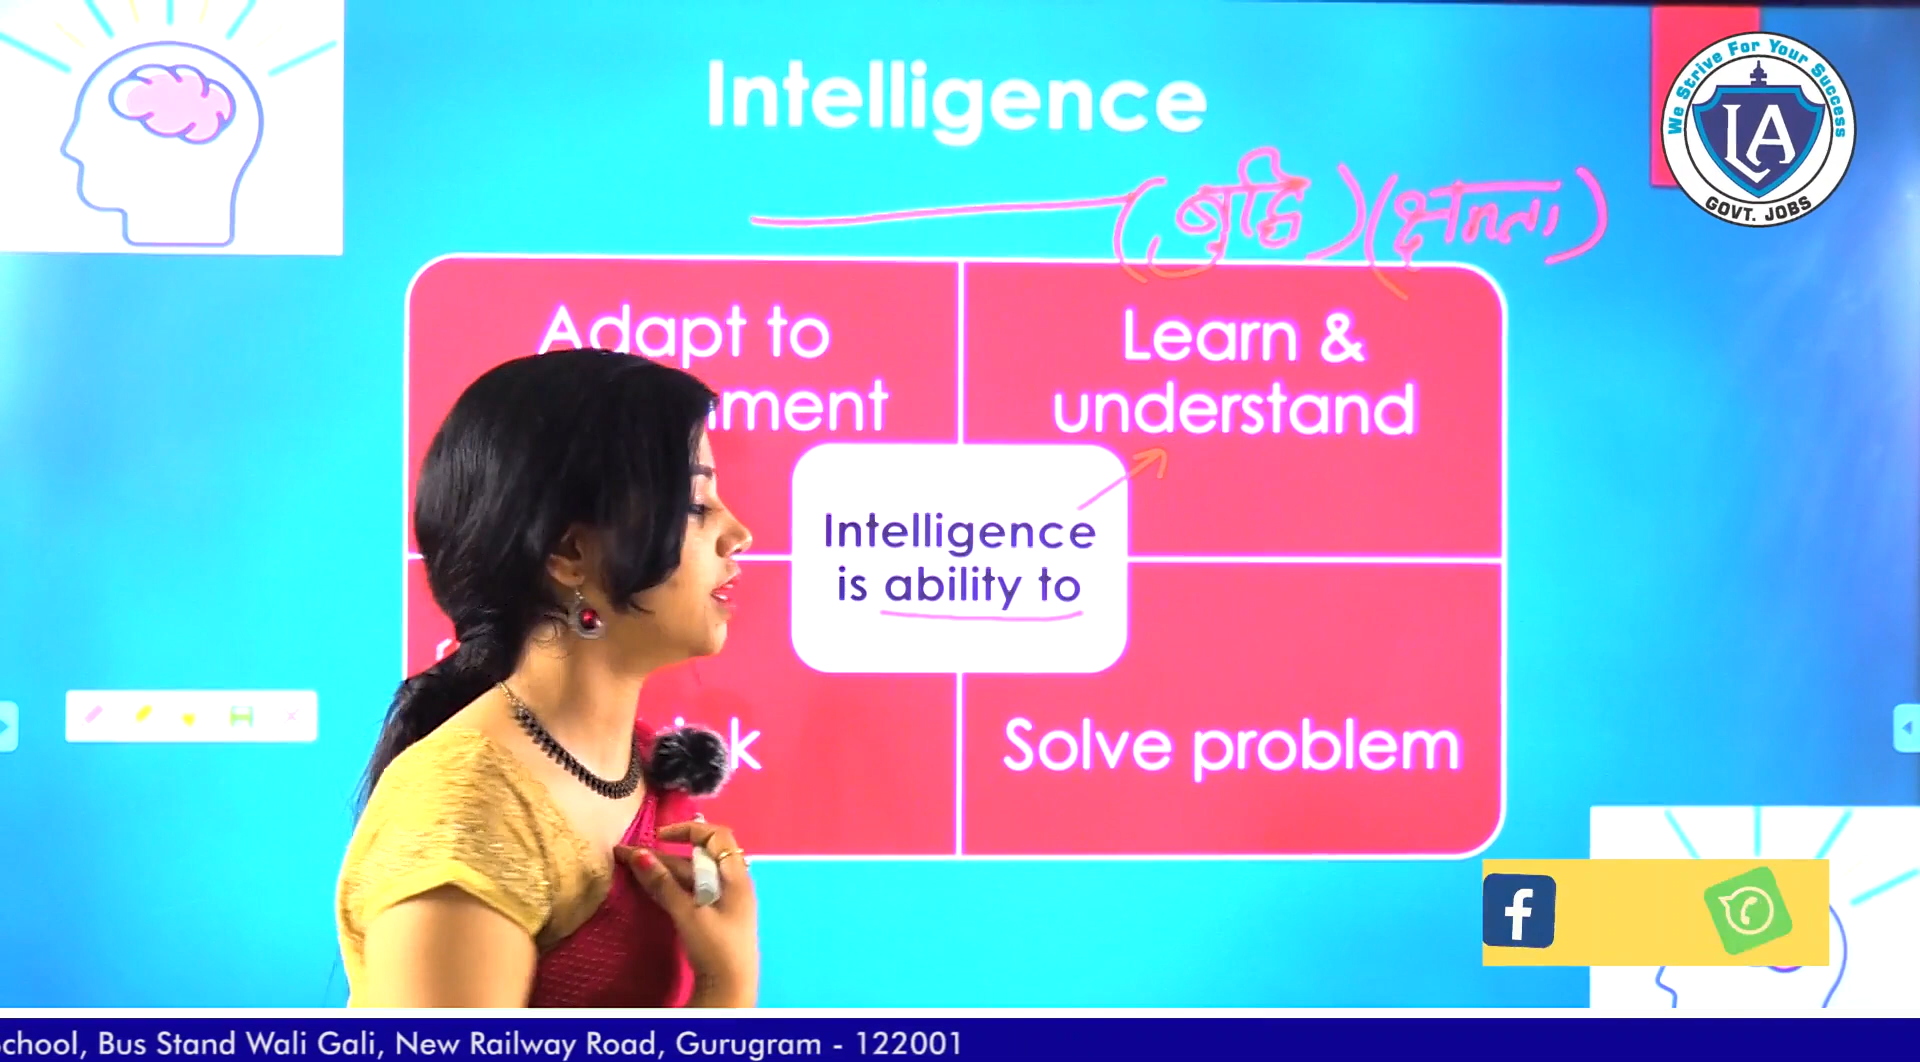 Intelligence
(बुद्धि) (क्षमता)
We Strive For Your Success
LA
GOVT. JOBS
Adapt to
ment
Learn &
understand
Intelligence
is ability to
k
Solve problem
f
chool, Bus Stand Wali Gali, New Railway Road, Gurugram - 122001